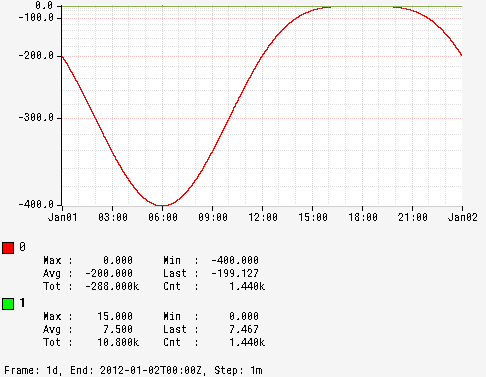 0.0
-100.0
-200.0
-300.0
-400.0
Jan01 03:00 06:00 09:00 12:00 15:00 18:00 21:00 Jan02
0
Max : 0.000 Min : -400.000
Avg : -200.000 Last : -199.127
Tot : -288.000k Cnt : 1.440k
1
Max : 15.000 Min : 0.000
Avg : 7.500 Last : 7.467
Tot : 10.800k Cnt : 1.440k
Frame: 1d, End: 2012-01-02T00:00Z, Step: 1m